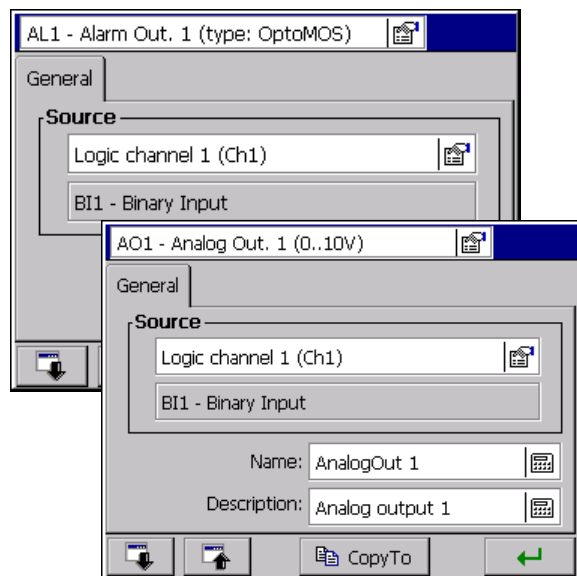 AL1 - Alarm Out. 1 (type: OptoMOS)
General
Source
Logic channel 1 (Ch1)
BI1 - Binary Input
AO1 - Analog Out. 1 (0..10V)
General
Source
Logic channel 1 (Ch1)
BI1 - Binary Input
Name: AnalogOut 1
Description: Analog output 1
CopyTo